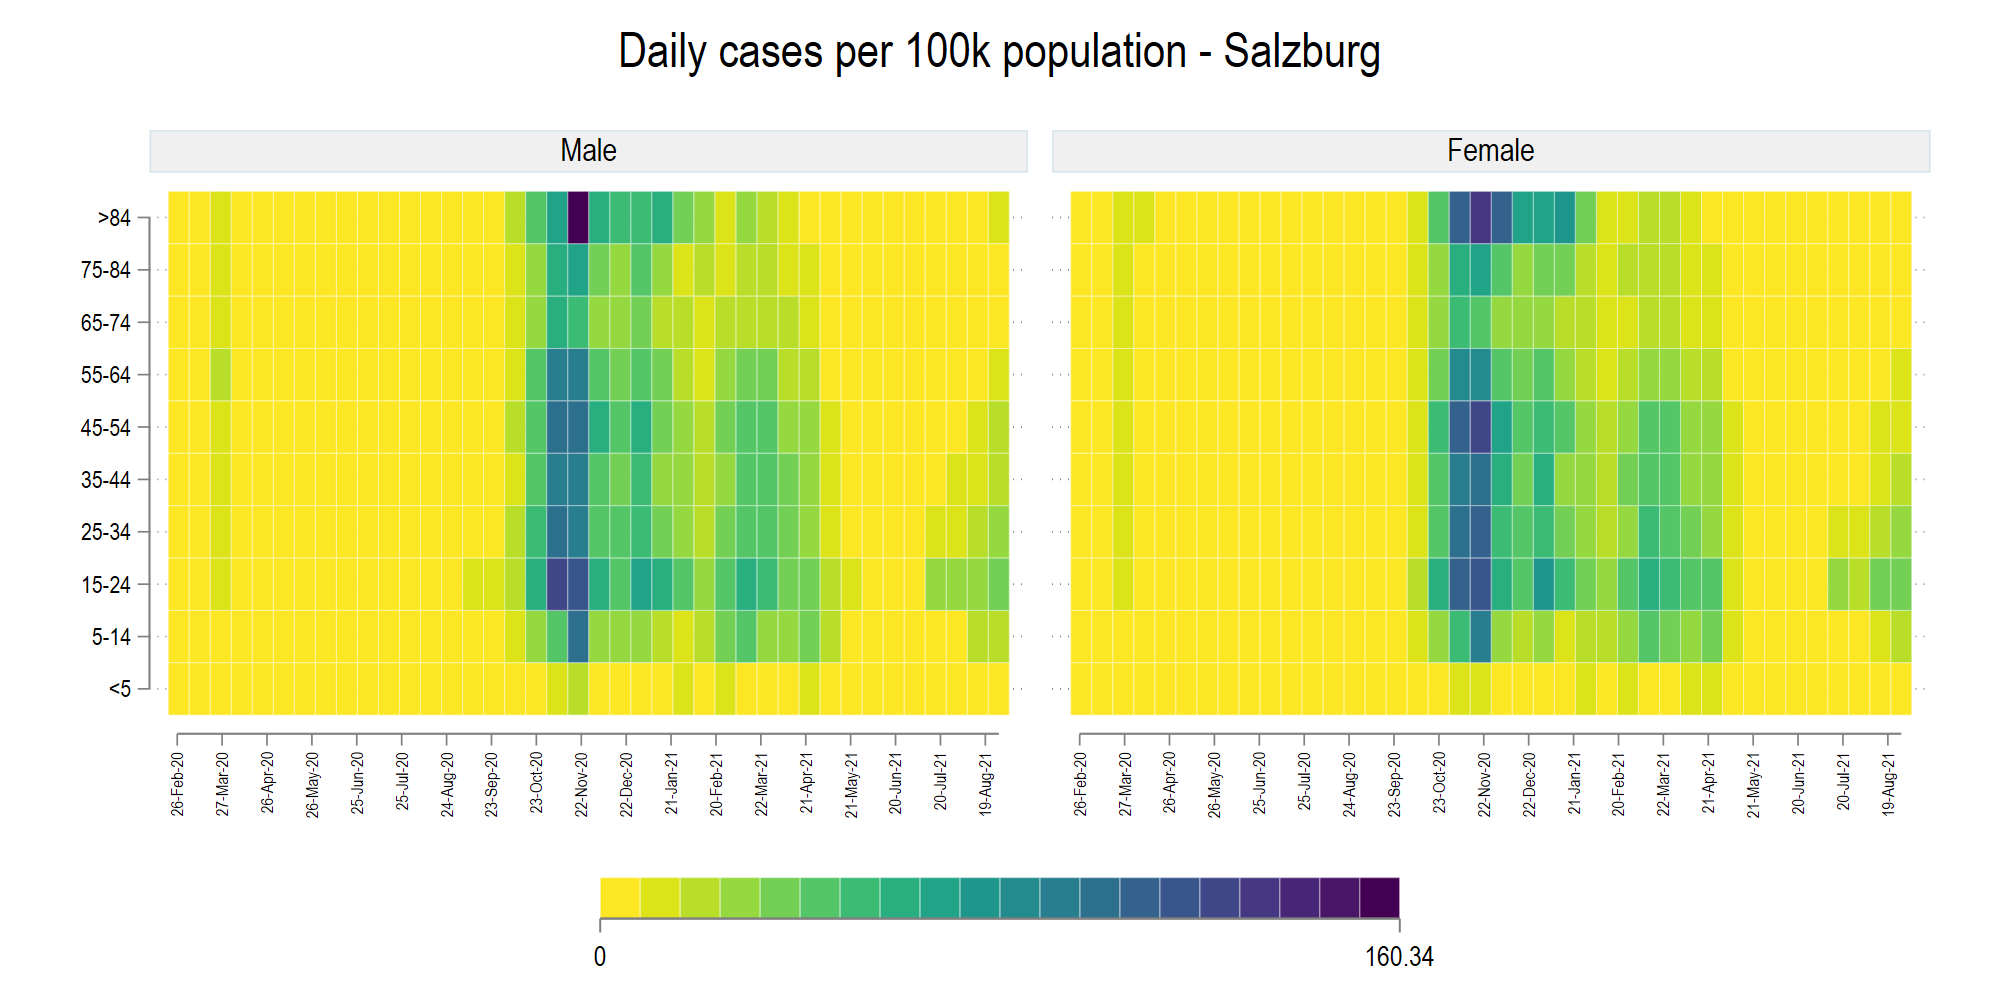 Daily cases per 100k population - Salzburg
Male
Female
>84
75-84
65-74
55-64
45-54
35-44
25-34
15-24
5-14
<5
26-Feb-20
27-Mar-20
26-Apr-20
26-May-20
25-Jun-20
25-Jul-20
24-Aug-20
23-Sep-20
23-Oct-20
22-Nov-20
22-Dec-20
21-Jan-21
20-Feb-21
22-Mar-21
21-Apr-21
21-May-21
20-Jun-21
20-Jul-21
19-Aug-21
26-Feb-20
27-Mar-20
26-Apr-20
26-May-20
25-Jun-20
25-Jul-20
24-Aug-20
23-Sep-20
23-Oct-20
22-Nov-20
22-Dec-20
21-Jan-21
20-Feb-21
22-Mar-21
21-Apr-21
21-May-21
20-Jun-21
20-Jul-21
19-Aug-21
0
160.34